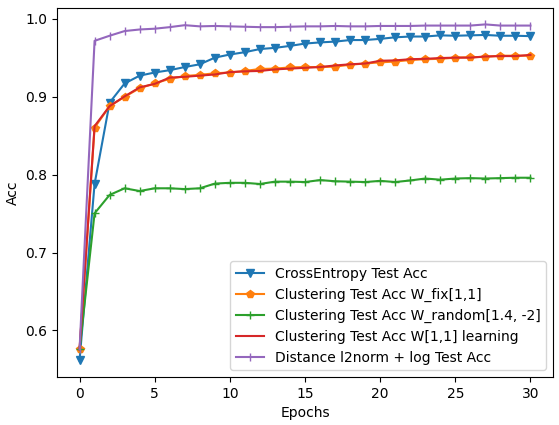 1.0
0.9
0.8
0.7
0.6
Acc
CrossEntropy Test Acc
Clustering Test Acc W_fix[1,1]
Clustering Test Acc W_random[1.4, -2]
Clustering Test Acc W[1,1] learning
Distance l2norm + log Test Acc
0 5 10 15 20 25 30
Epochs